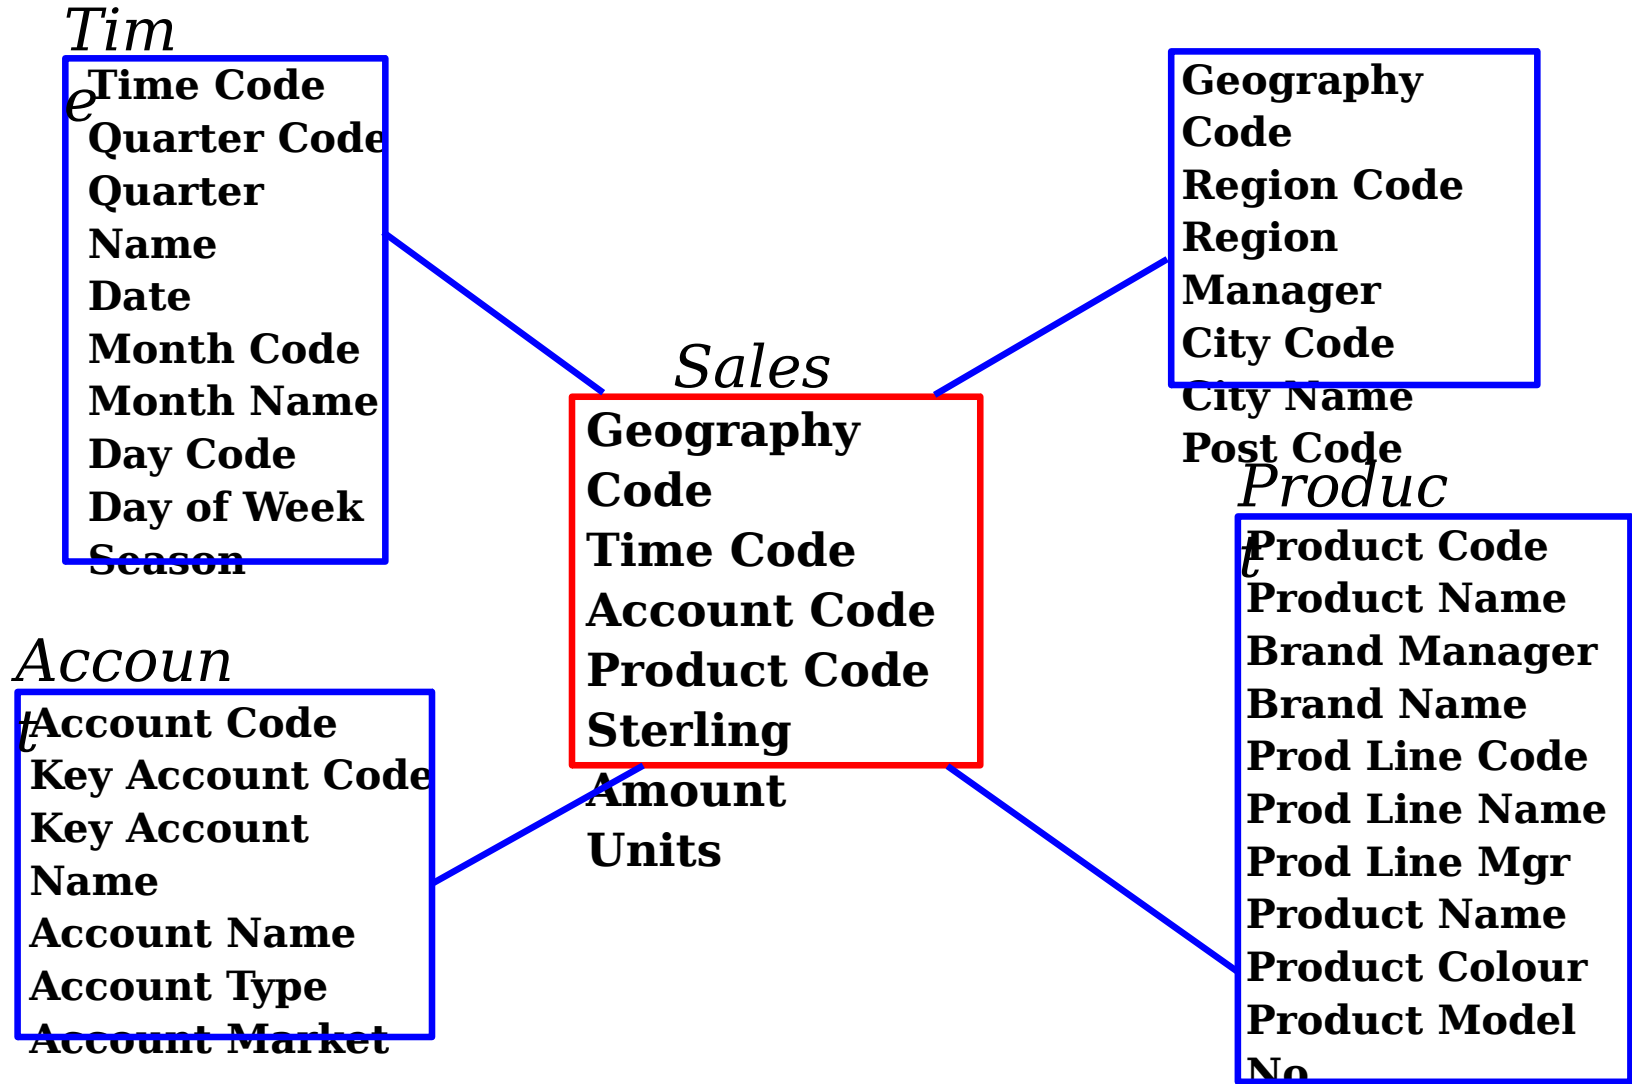 Tim
e
Time Code
Quarter Code
Quarter
Name
Date
Month Code
Month Name
Day Code
Day of Week
Season
Geography
Code
Region Code
Region
Manager
City Code
City Name
Post Code
Sales
Geography
Code
Time Code
Account Code
Product Code
Sterling
Amount
Units
Accoun
t
Account Code
Key Account Code
Key Account
Name
Account Name
Account Type
Account Market
Produc
t
Product Code
Product Name
Brand Manager
Brand Name
Prod Line Code
Prod Line Name
Prod Line Mgr
Product Name
Product Colour
Product Model
No